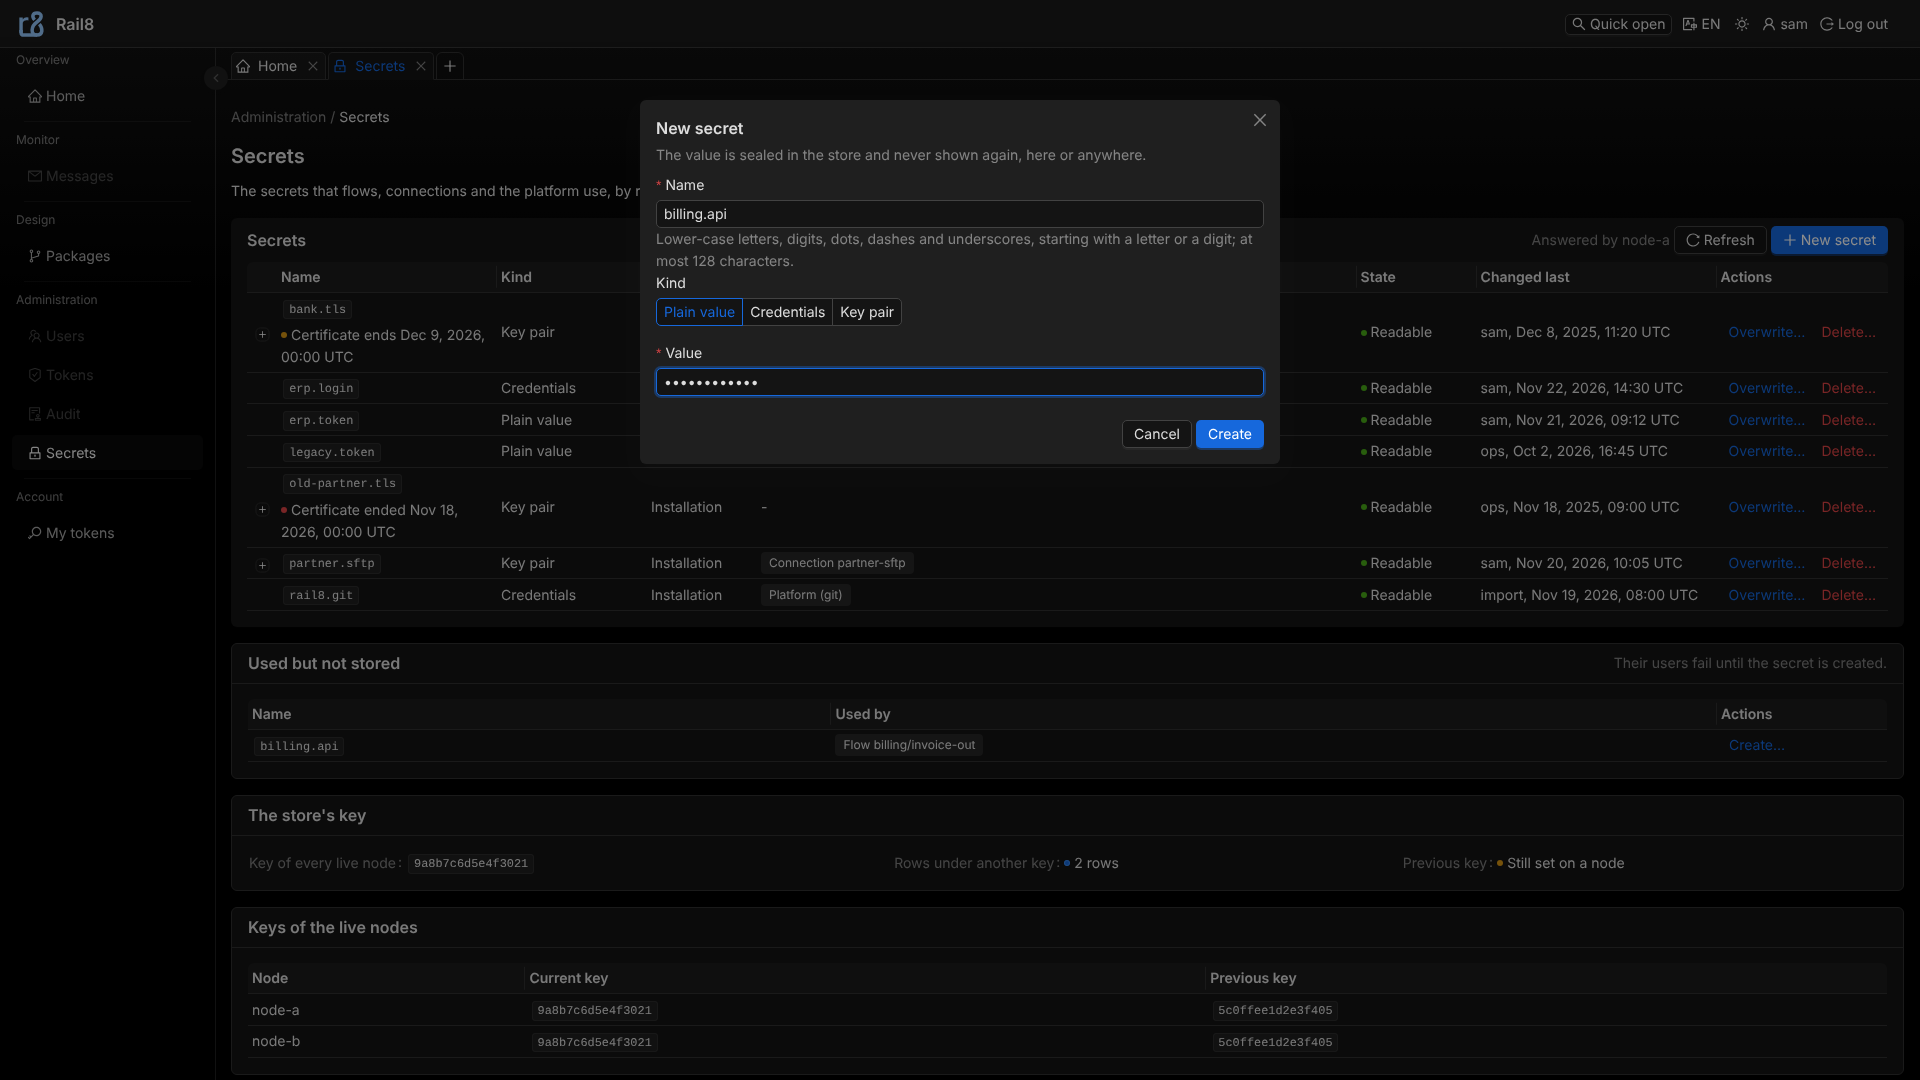 Rail8
Quick open
EN
sam
Log out
Overview
Home
Monitor
Messages
Design
Packages
Administration
Users
Tokens
Audit
Secrets
Account
My tokens
Home
Secrets
Administration / Secrets
Secrets
The secrets that flows, connections and the platform use, by
New secret
The value is sealed in the store and never shown again, here or anywhere.
* Name
billing.api
Lower-case letters, digits, dots, dashes and underscores, starting with a letter or a digit; at
most 128 characters.
Kind
Plain value Credentials Key pair
* Value
••••••••••••
Cancel Create
Secrets
Answered by node-a Refresh + New secret
Name Kind State Changed last Actions
bank.tls
Certificate ends Dec 9, 2026,
00:00 UTC
Key pair Readable sam, Dec 8, 2025, 11:20 UTC Overwrite... Delete...
erp.login Credentials Readable sam, Nov 22, 2026, 14:30 UTC Overwrite... Delete...
erp.token Plain value Readable sam, Nov 21, 2026, 09:12 UTC Overwrite... Delete...
legacy.token Plain value Readable ops, Oct 2, 2026, 16:45 UTC Overwrite... Delete...
old-partner.tls
Certificate ended Nov 18,
2026, 00:00 UTC
Key pair Installation - Readable ops, Nov 18, 2025, 09:00 UTC Overwrite... Delete...
partner.sftp Key pair Installation Connection partner-sftp Readable sam, Nov 20, 2026, 10:05 UTC Overwrite... Delete...
rail8.git Credentials Installation Platform (git) Readable import, Nov 19, 2026, 08:00 UTC Overwrite... Delete...
Used but not stored
Their users fail until the secret is created.
Name Used by Actions
billing.api Flow billing/invoice-out Create...
The store's key
Key of every live node: 9a8b7c6d5e4f3021
Rows under another key: 2 rows
Previous key: Still set on a node
Keys of the live nodes
Node Current key Previous key
node-a 9a8b7c6d5e4f3021 5c0ffee1d2e3f405
node-b 9a8b7c6d5e4f3021 5c0ffee1d2e3f405